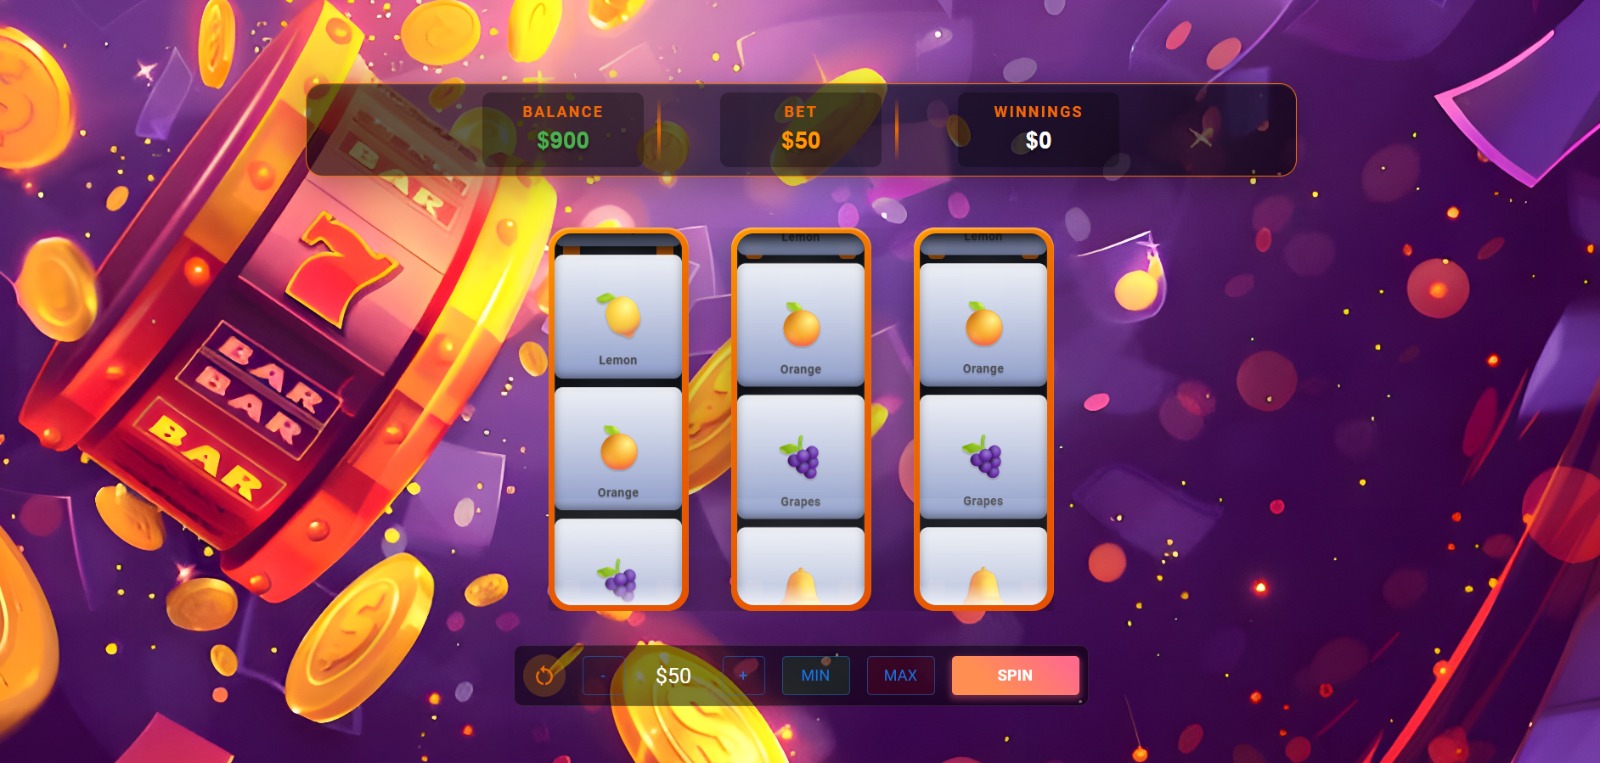 BALANCE
$900
BET
$50
WINNINGS
$0
BAR
7
BAR
BAR
BAR
Lemon
Lemon
Lemon
Orange
Orange
Orange
Grapes
Grapes
- $50 + MIN MAX SPIN